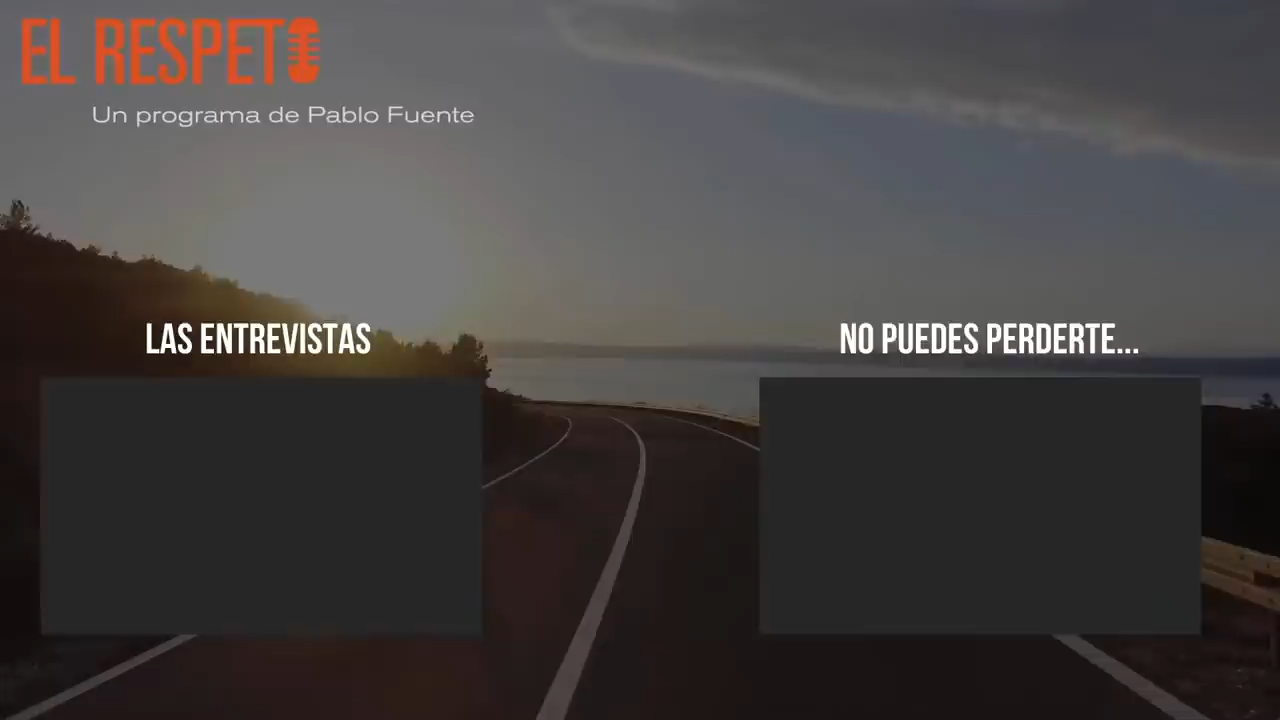 EL RESPETO
Un programa de Pablo Fuente
LAS ENTREVISTAS
NO PUEDES PERDERTE...